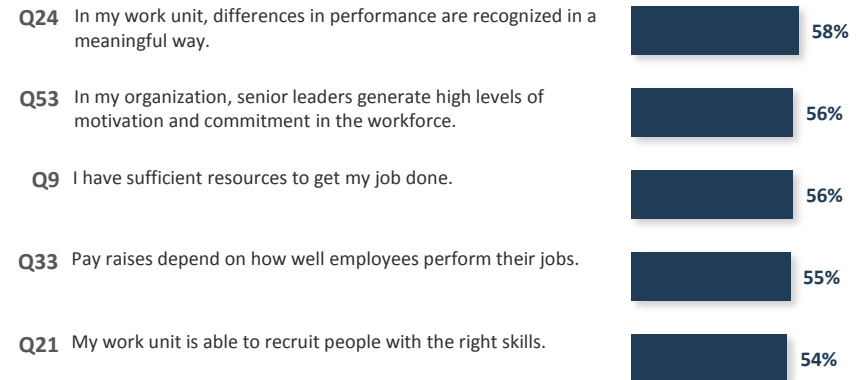 Q24 In my work unit, differences in performance are recognized in a
meaningful way.
58%
Q53 In my organization, senior leaders generate high levels of
motivation and commitment in the workforce.
56%
Q9 I have sufficient resources to get my job done.
56%
Q33 Pay raises depend on how well employees perform their jobs.
55%
Q21 My work unit is able to recruit people with the right skills.
54%